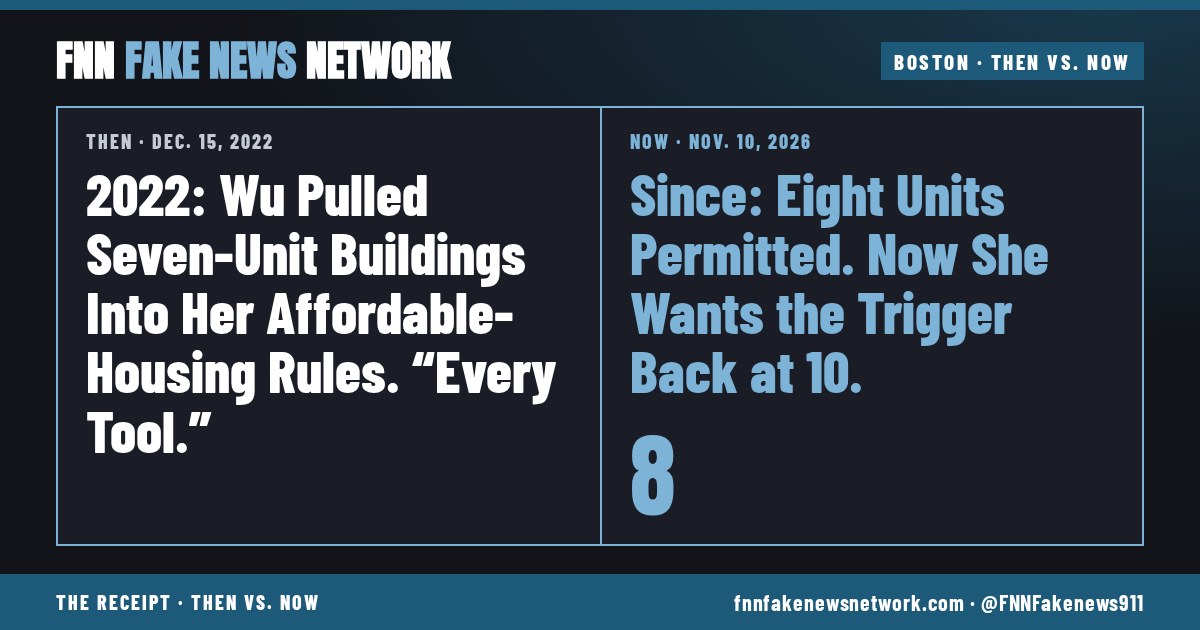 FNN FAKE NEWS NETWORK
BOSTON · THEN VS. NOW
THEN · DEC. 15, 2022
2022: Wu Pulled
Seven-Unit Buildings
Into Her Affordable-
Housing Rules. “Every
Tool.”
NOW · NOV. 10, 2026
Since: Eight Units
Permitted. Now She
Wants the Trigger
Back at 10.
8
THE RECEIPT · THEN VS. NOW
fnnfakenewsnetwork.com · @FNNFakenews911